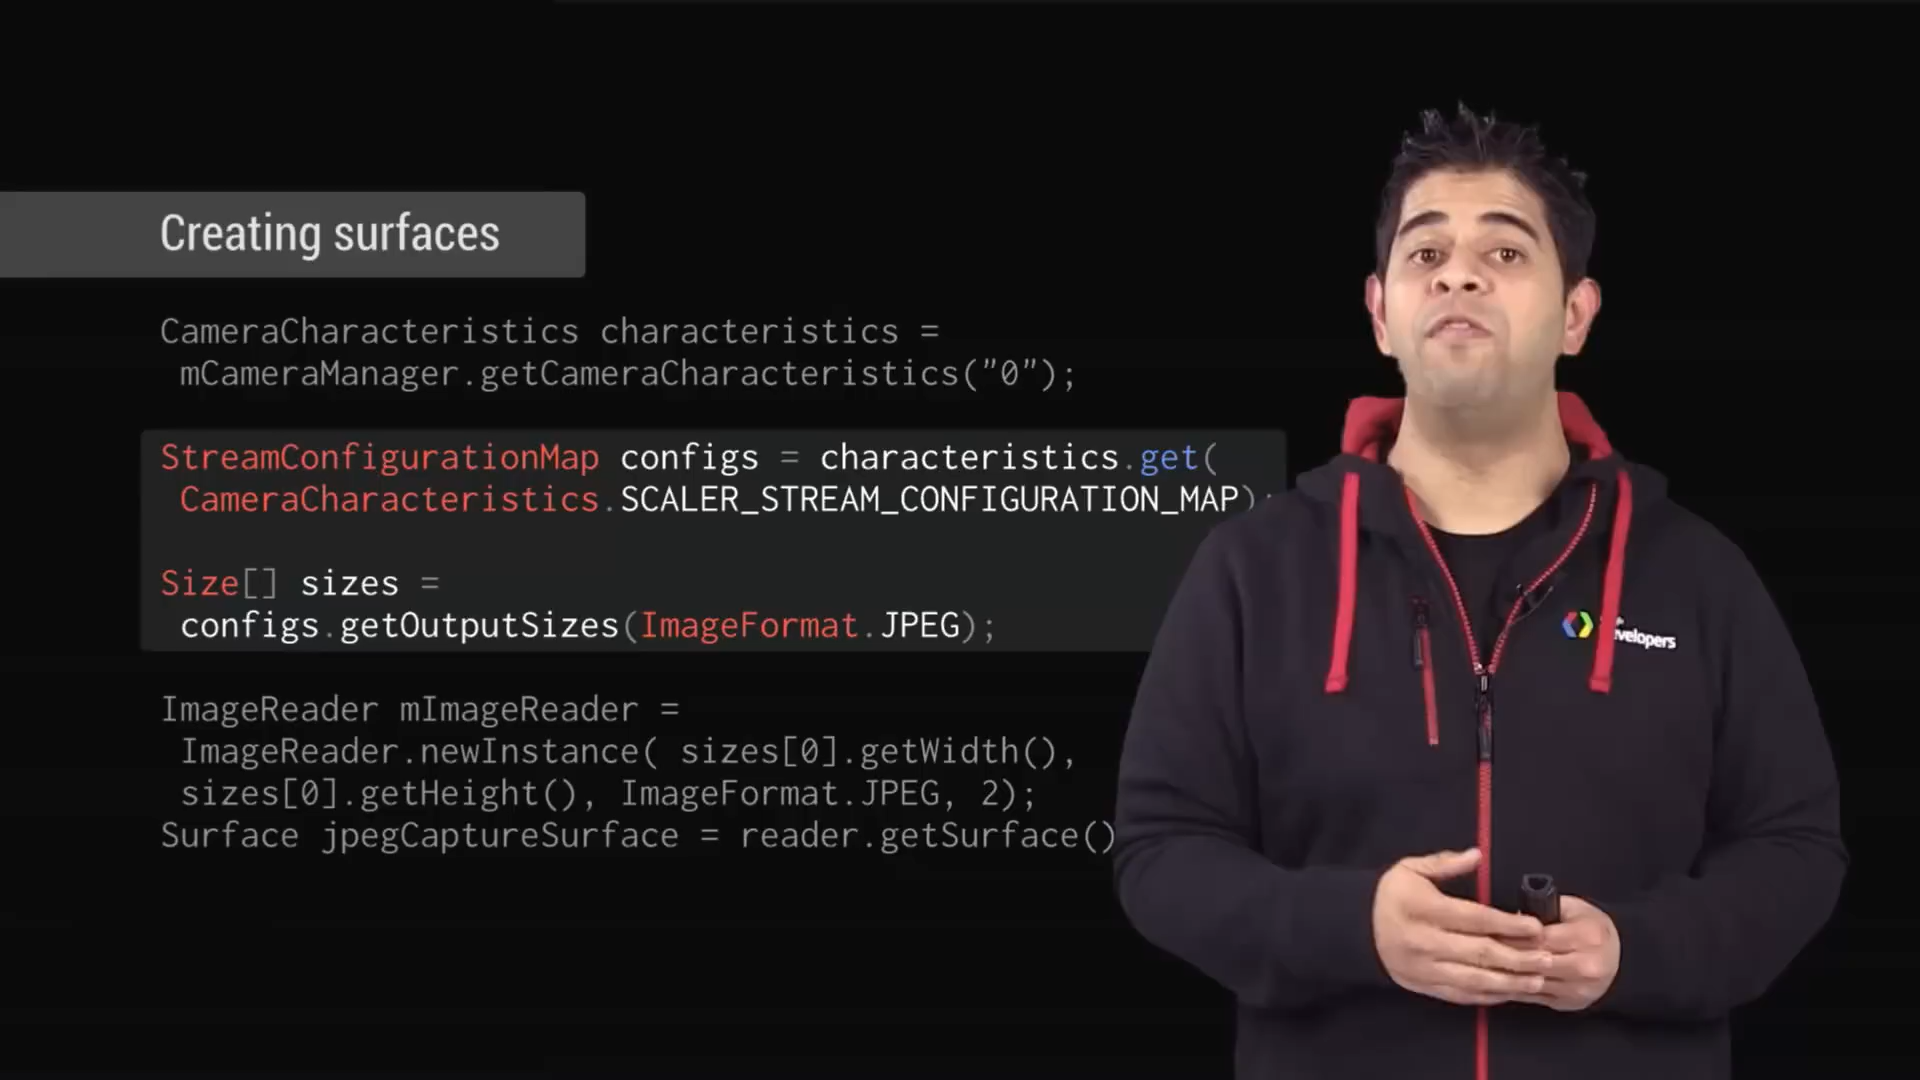 Creating surfaces
CameraCharacteristics characteristics =
mCameraManager.getCameraCharacteristics("0");
StreamConfigurationMap configs = characteristics.get(
CameraCharacteristics.SCALER_STREAM_CONFIGURATION_MAP);
Size[] sizes =
configs.getOutputSizes(ImageFormat.JPEG);
ImageReader mImageReader =
ImageReader.newInstance( sizes[0].getWidth(),
sizes[0].getHeight(), ImageFormat.JPEG, 2);
Surface jpegCaptureSurface = reader.getSurface()